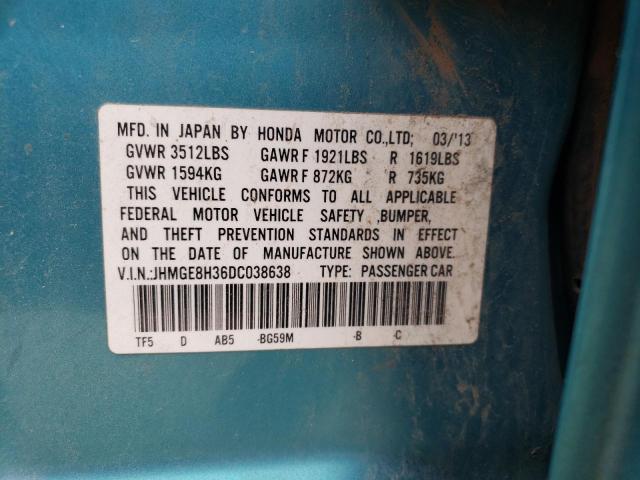 MFD. IN JAPAN BY HONDA MOTOR CO.,LTD; 03/'13
GVWR 3512LBS GAWR F 1921LBS R 1619LBS
GVWR 1594KG GAWR F 872KG R 735KG
THIS VEHICLE CONFORMS TO ALL APPLICABLE
FEDERAL MOTOR VEHICLE SAFETY ,BUMPER,
AND THEFT PREVENTION STANDARDS IN EFFECT
ON THE DATE OF MANUFACTURE SHOWN ABOVE.
V.I.N.:JHMGE8H36DC038638 TYPE: PASSENGER CAR
TF5 D AB5 -BG59M -B -C